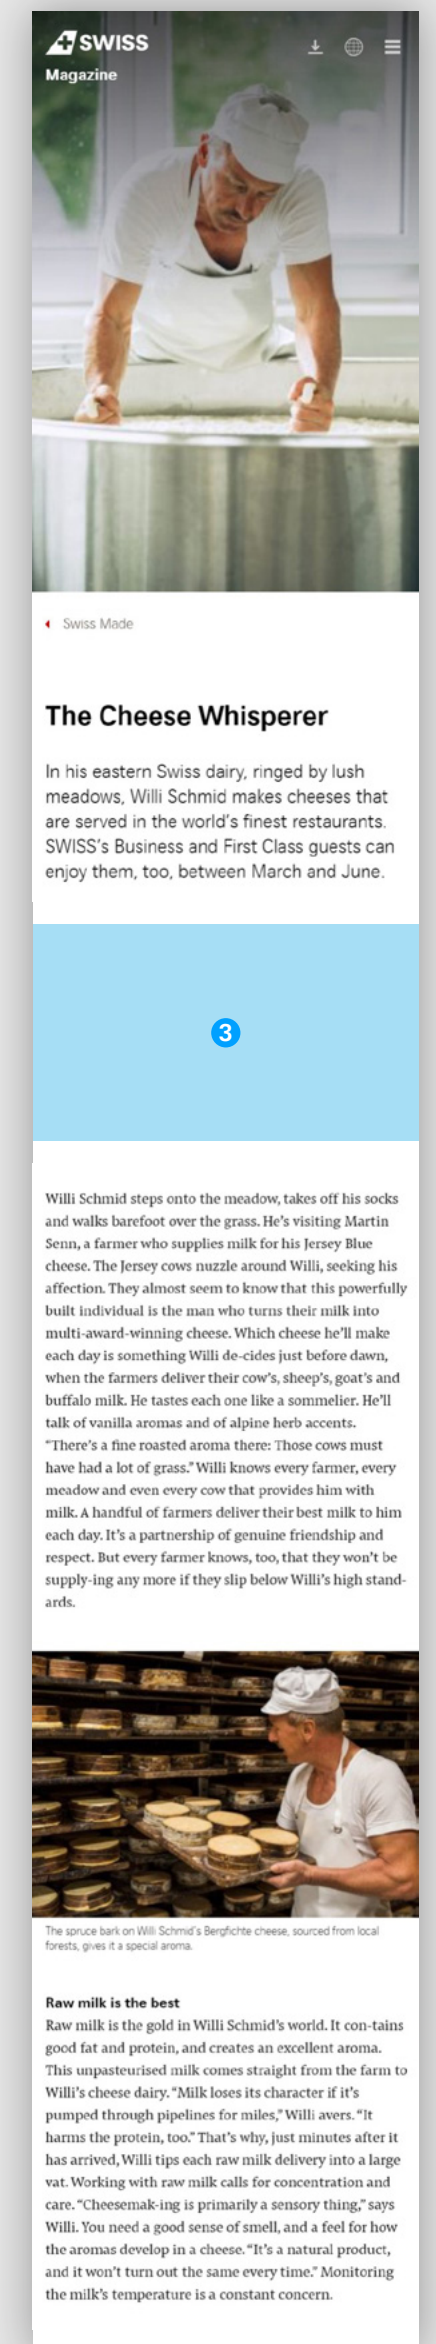 SWISS
Magazine
Swiss Made
The Cheese Whisperer
In his eastern Swiss dairy, ringed by lush
meadows, Willi Schmid makes cheeses that
are served in the world's finest restaurants.
SWISS's Business and First Class guests can
enjoy them, too, between March and June.
3
Willi Schmid steps onto the meadow, takes off his socks
and walks barefoot over the grass. He's visiting Martin
Senn, a farmer who supplies milk for his Jersey Blue
cheese. The Jersey cows nuzzle around Willi, seeking his
affection. They almost seem to know that this powerfully
built individual is the man who turns their milk into
multi-award-winning cheese. Which cheese he'll make
each day is something Willi de-cides just before dawn,
when the farmers deliver their cow's, sheep's, goat's and
buffalo milk. He tastes each one like a sommelier. He'll
talk of vanilla aromas and of alpine herb accents.
"There's a fine roasted aroma there: Those cows must
have had a lot of grass." Willi knows every farmer, every
meadow and even every cow that provides him with
milk. A handful of farmers deliver their best milk to him
each day. It's a partnership of genuine friendship and
respect. But every farmer knows, too, that they won't be
supply-ing any more if they slip below Willi's high stand-
ards.
The spruce bark on Willi Schmid's Bergfichte cheese, sourced from local
forests, gives it a special aroma.
Raw milk is the best
Raw milk is the gold in Willi Schmid's world. It con-tains
good fat and protein, and creates an excellent aroma.
This unpasteurised milk comes straight from the farm to
Willi's cheese dairy. "Milk loses its character if it's
pumped through pipelines for miles," Willi avers. "It
harms the protein, too." That's why, just minutes after it
has arrived, Willi tips each raw milk delivery into a large
vat. Working with raw milk calls for concentration and
care. "Cheesemak-ing is primarily a sensory thing," says
Willi. You need a good sense of smell, and a feel for how
the aromas develop in a cheese. "It's a natural product,
and it won't turn out the same every time." Monitoring
the milk's temperature is a constant concern.